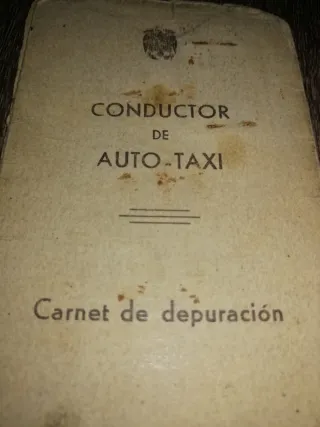 CONDUCTOR
DE
AUTO-TAXI
Carnet de depuración